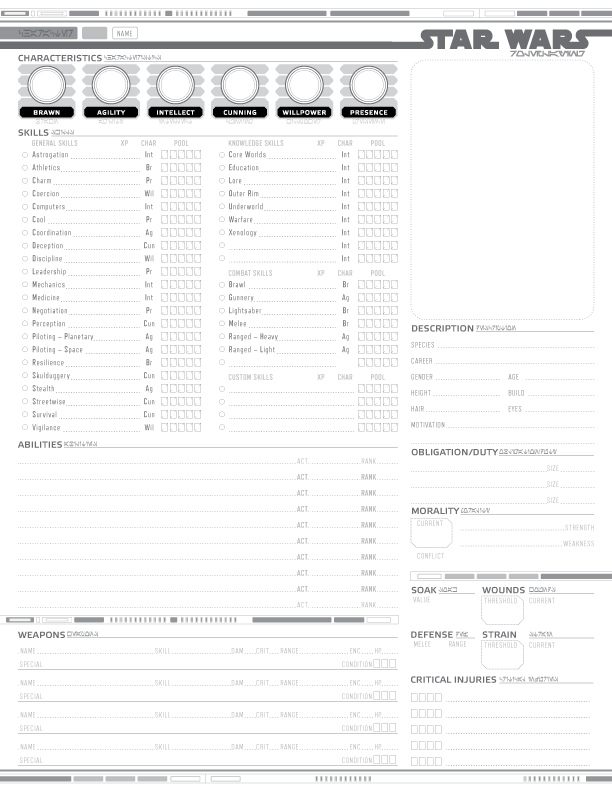 NAME
STAR WARS
CHARACTERISTICS
BRAWN AGILITY INTELLECT CUNNING WILLPOWER PRESENCE
SKILLS
GENERAL SKILLS XP CHAR POOL
Astrogation Int
Athletics Br
Charm Pr
Coercion Wil
Computers Int
Cool Pr
Coordination Ag
Deception Cun
Discipline Wil
Leadership Pr
Mechanics Int
Medicine Int
Negotiation Pr
Perception Cun
Piloting – Planetary Ag
Piloting – Space Ag
Resilience Br
Skulduggery Cun
Stealth Ag
Streetwise Cun
Survival Cun
Vigilance Wil
KNOWLEDGE SKILLS XP CHAR POOL
Core Worlds Int
Education Int
Lore Int
Outer Rim Int
Underworld Int
Warfare Int
Xenology Int
Int
Int
COMBAT SKILLS XP CHAR POOL
Brawl Br
Gunnery Ag
Lightsaber Br
Melee Br
Ranged – Heavy Ag
Ranged – Light Ag
CUSTOM SKILLS XP CHAR POOL
ABILITIES
ACT RANK
ACT RANK
ACT RANK
ACT RANK
ACT RANK
ACT RANK
ACT RANK
ACT RANK
ACT RANK
ACT RANK
WEAPONS
NAME SKILL DAM CRIT RANGE ENC HP
SPECIAL CONDITION
NAME SKILL DAM CRIT RANGE ENC HP
SPECIAL CONDITION
NAME SKILL DAM CRIT RANGE ENC HP
SPECIAL CONDITION
NAME SKILL DAM CRIT RANGE ENC HP
SPECIAL CONDITION
DESCRIPTION
SPECIES
CAREER
GENDER AGE
HEIGHT BUILD
HAIR EYES
MOTIVATION
OBLIGATION/DUTY
SIZE
SIZE
SIZE
MORALITY
CURRENT
STRENGTH
WEAKNESS
CONFLICT
SOAK WOUNDS
VALUE THRESHOLD CURRENT
DEFENSE STRAIN
MELEE RANGE THRESHOLD CURRENT
CRITICAL INJURIES